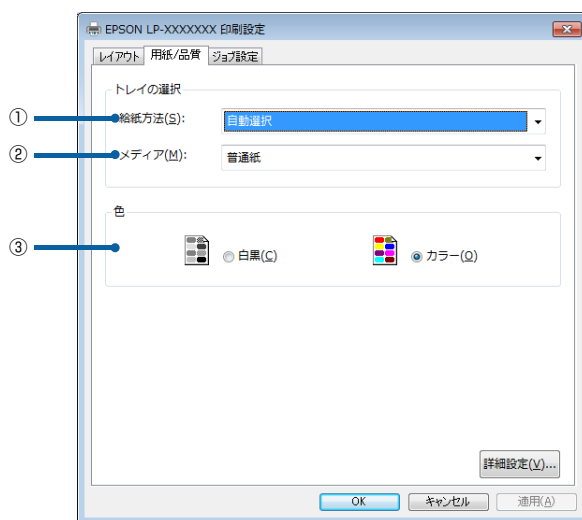 EPSON LP-XXXXXXX 印刷設定
レイアウト 用紙/品質 ジョブ設定
トレイの選択
① 給紙方法(S): 自動選択
② メディア(M): 普通紙
色
③ 白黒(C) カラー(O)
詳細設定(V)...
OK キャンセル 適用(A)